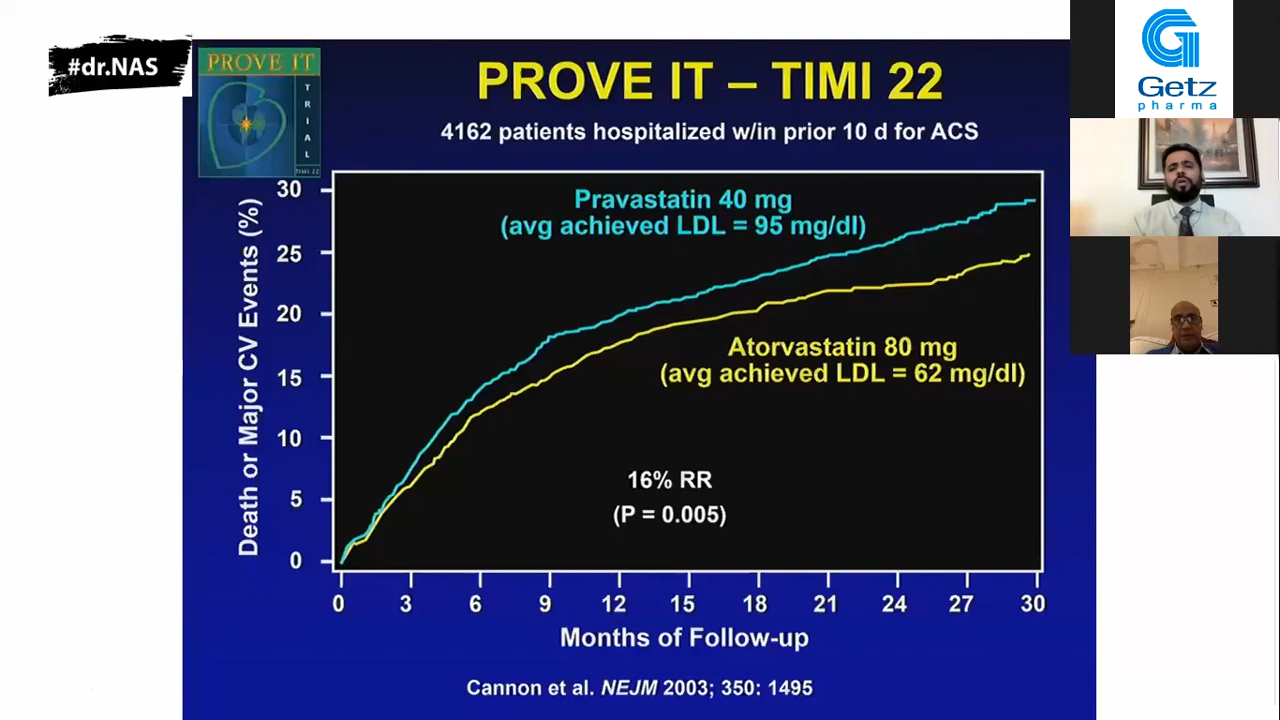 #dr.NAS
PROVE IT
TRIAL
TIMI 22
PROVE IT – TIMI 22
4162 patients hospitalized w/in prior 10 d for ACS
Death or Major CV Events (%)
30
25
20
15
10
5
0
Pravastatin 40 mg
(avg achieved LDL = 95 mg/dl)
Atorvastatin 80 mg
(avg achieved LDL = 62 mg/dl)
16% RR
(P = 0.005)
0 3 6 9 12 15 18 21 24 27 30
Months of Follow-up
Cannon et al. NEJM 2003; 350: 1495
Getz
pharma